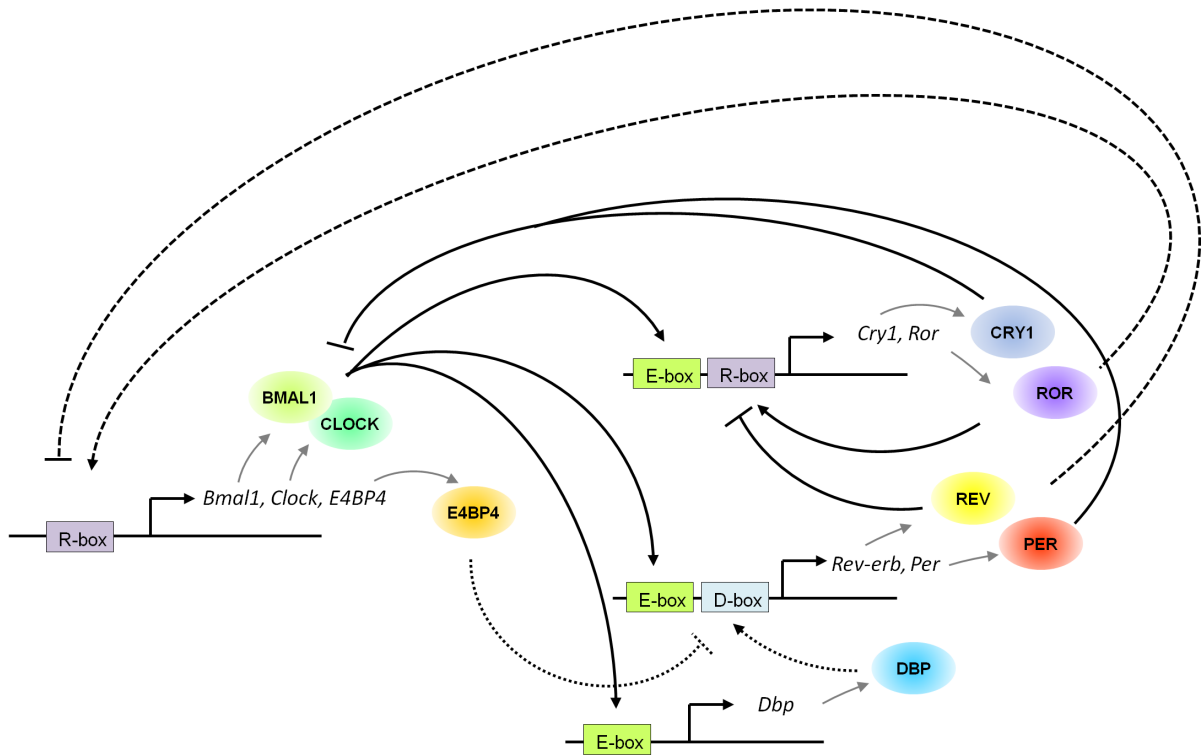 Cry1, Ror
CRY1
E-box
R-box
ROR
BMAL1
CLOCK
Bmal1, Clock, E4BP4
E4BP4
R-box
REV
PER
Rev-erb, Per
E-box
D-box
DBP
Dbp
E-box